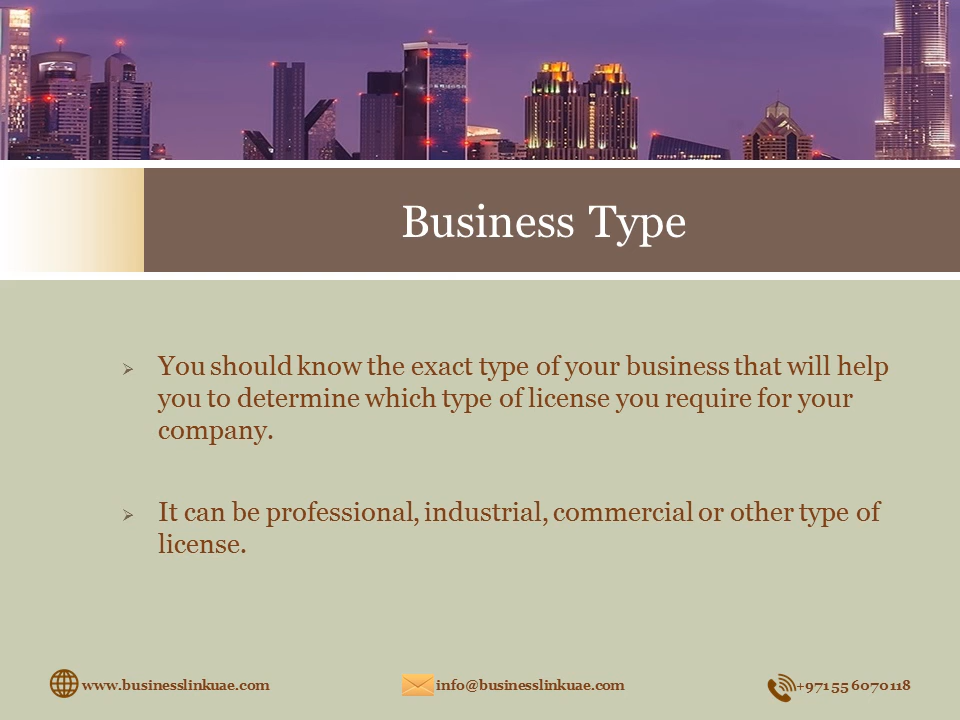 Business Type
You should know the exact type of your business that will help
you to determine which type of license you require for your
company.
It can be professional, industrial, commercial or other type of
license.
www.businesslinkuae.com info@businesslinkuae.com +971 55 6070118